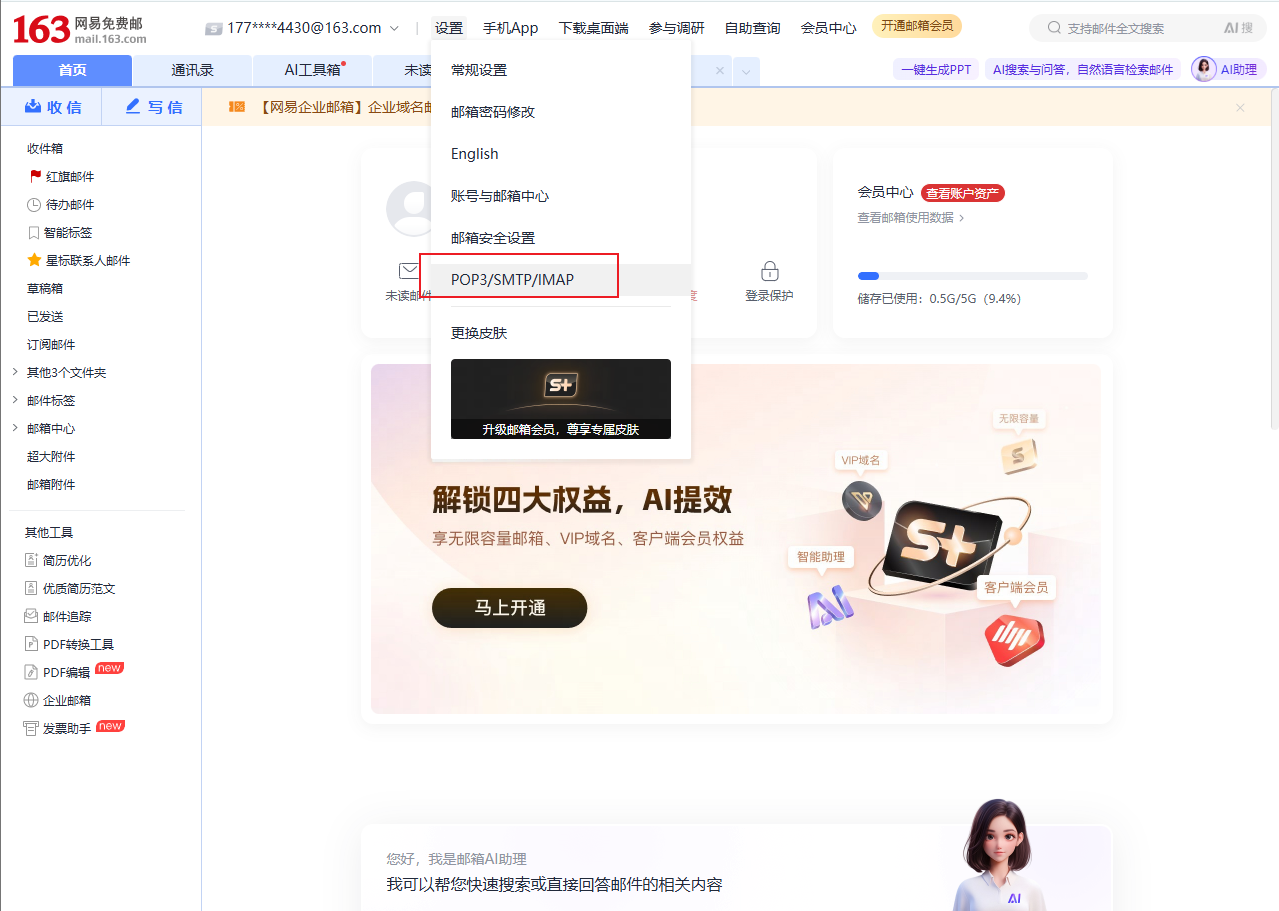 163 网易免费邮
mail.163.com
177****4430@163.com
设置
手机App
下载桌面端
参与调研
自助查询
会员中心
开通邮箱会员
支持邮件全文搜索
AI搜
首页
通讯录
AI工具箱
未读
一键生成PPT
AI搜索与问答，自然语言检索邮件
AI助理
收信
写信
【网易企业邮箱】企业域名邮
常规设置
邮箱密码修改
English
账号与邮箱中心
邮箱安全设置
POP3/SMTP/IMAP
更换皮肤
S+
升级邮箱会员，尊享专属皮肤
收件箱
红旗邮件
待办邮件
智能标签
星标联系人邮件
草稿箱
已发送
订阅邮件
其他3个文件夹
邮件标签
邮箱中心
超大附件
邮箱附件
其他工具
简历优化
优质简历范文
邮件追踪
PDF转换工具
PDF编辑 new
企业邮箱
发票助手 new
未读邮件
度
登录保护
会员中心 查看账户资产
查看邮箱使用数据
储存已使用：0.5G/5G（9.4%）
解锁四大权益，AI提效
享无限容量邮箱、VIP域名、客户端会员权益
马上开通
无限容量
S
VIP域名
V
S+
智能助理
AI
客户端会员
您好，我是邮箱AI助理
我可以帮您快速搜索或直接回答邮件的相关内容
AI